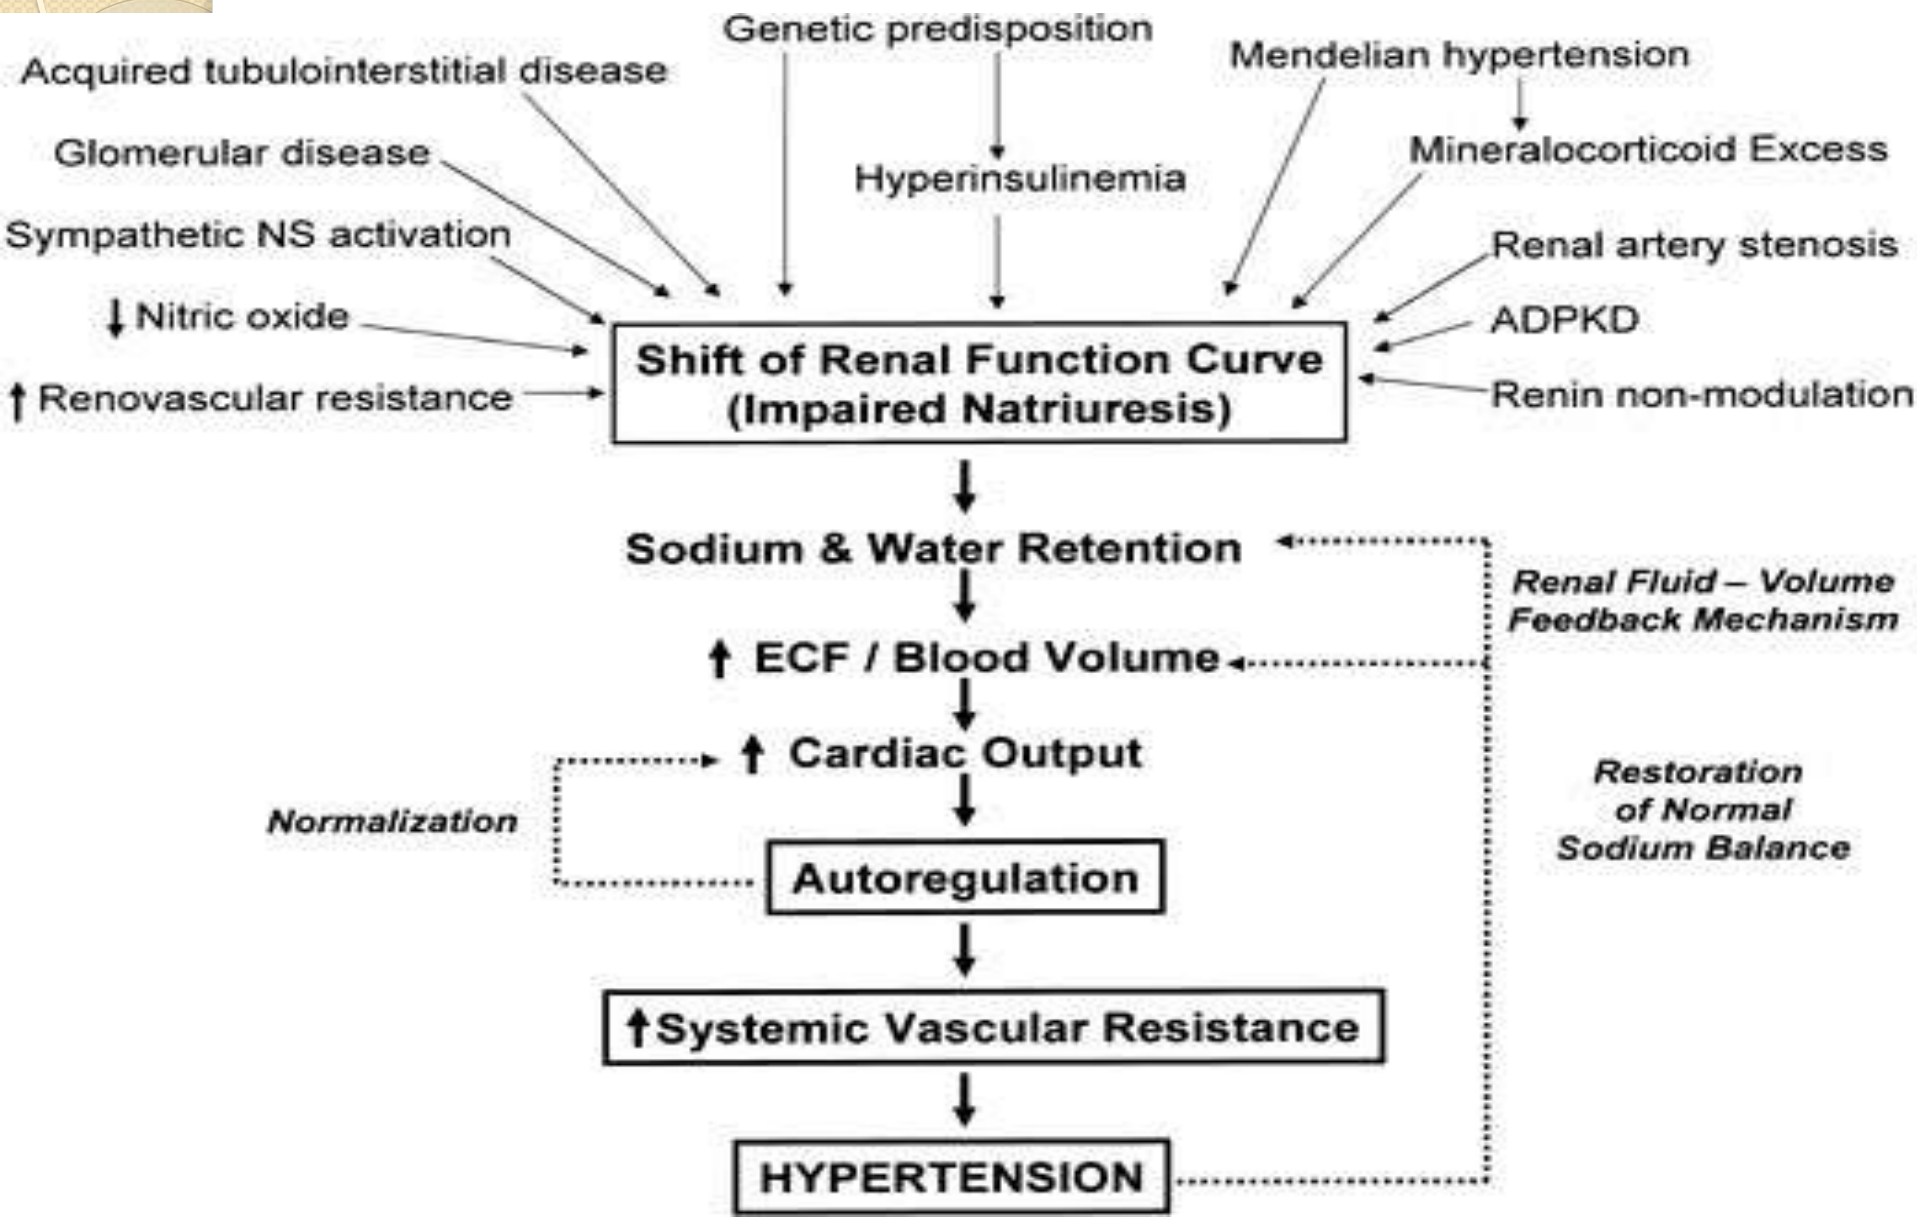 Genetic predisposition
Acquired tubulointerstitial disease
Mendelian hypertension
Glomerular disease
Hyperinsulinemia
Mineralocorticoid Excess
Sympathetic NS activation
Renal artery stenosis
↓ Nitric oxide
ADPKD
↑ Renovascular resistance
Renin non-modulation
Shift of Renal Function Curve
(Impaired Natriuresis)
Sodium & Water Retention
Renal Fluid – Volume
Feedback Mechanism
↑ ECF / Blood Volume
↑ Cardiac Output
Normalization
Restoration
of Normal
Sodium Balance
Autoregulation
↑Systemic Vascular Resistance
HYPERTENSION